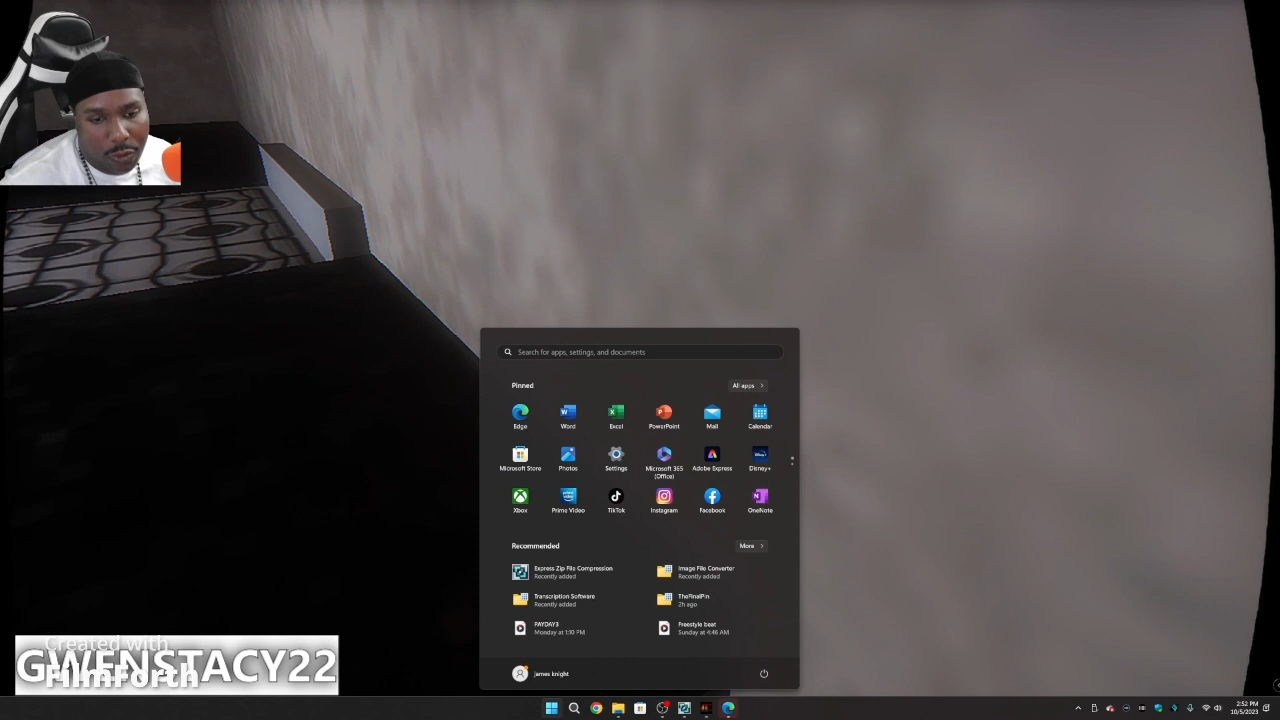 Search for apps, settings, and documents
Pinned
All apps
Edge
Word
Excel
PowerPoint
Mail
Calendar
Microsoft Store
Photos
Settings
Microsoft 365
(Office)
Adobe Express
Disney+
Xbox
Prime Video
TikTok
Instagram
Facebook
OneNote
Recommended
More
Express Zip File Compression
Recently added
Image File Converter
Recently added
Transcription Software
Recently added
TheFinalPin
2h ago
PAYDAY3
Monday at 1:10 PM
Freestyle beat
Sunday at 4:46 AM
james knight
Created with
FilmForth
GWENSTACY22
2:52 PM
10/5/2023